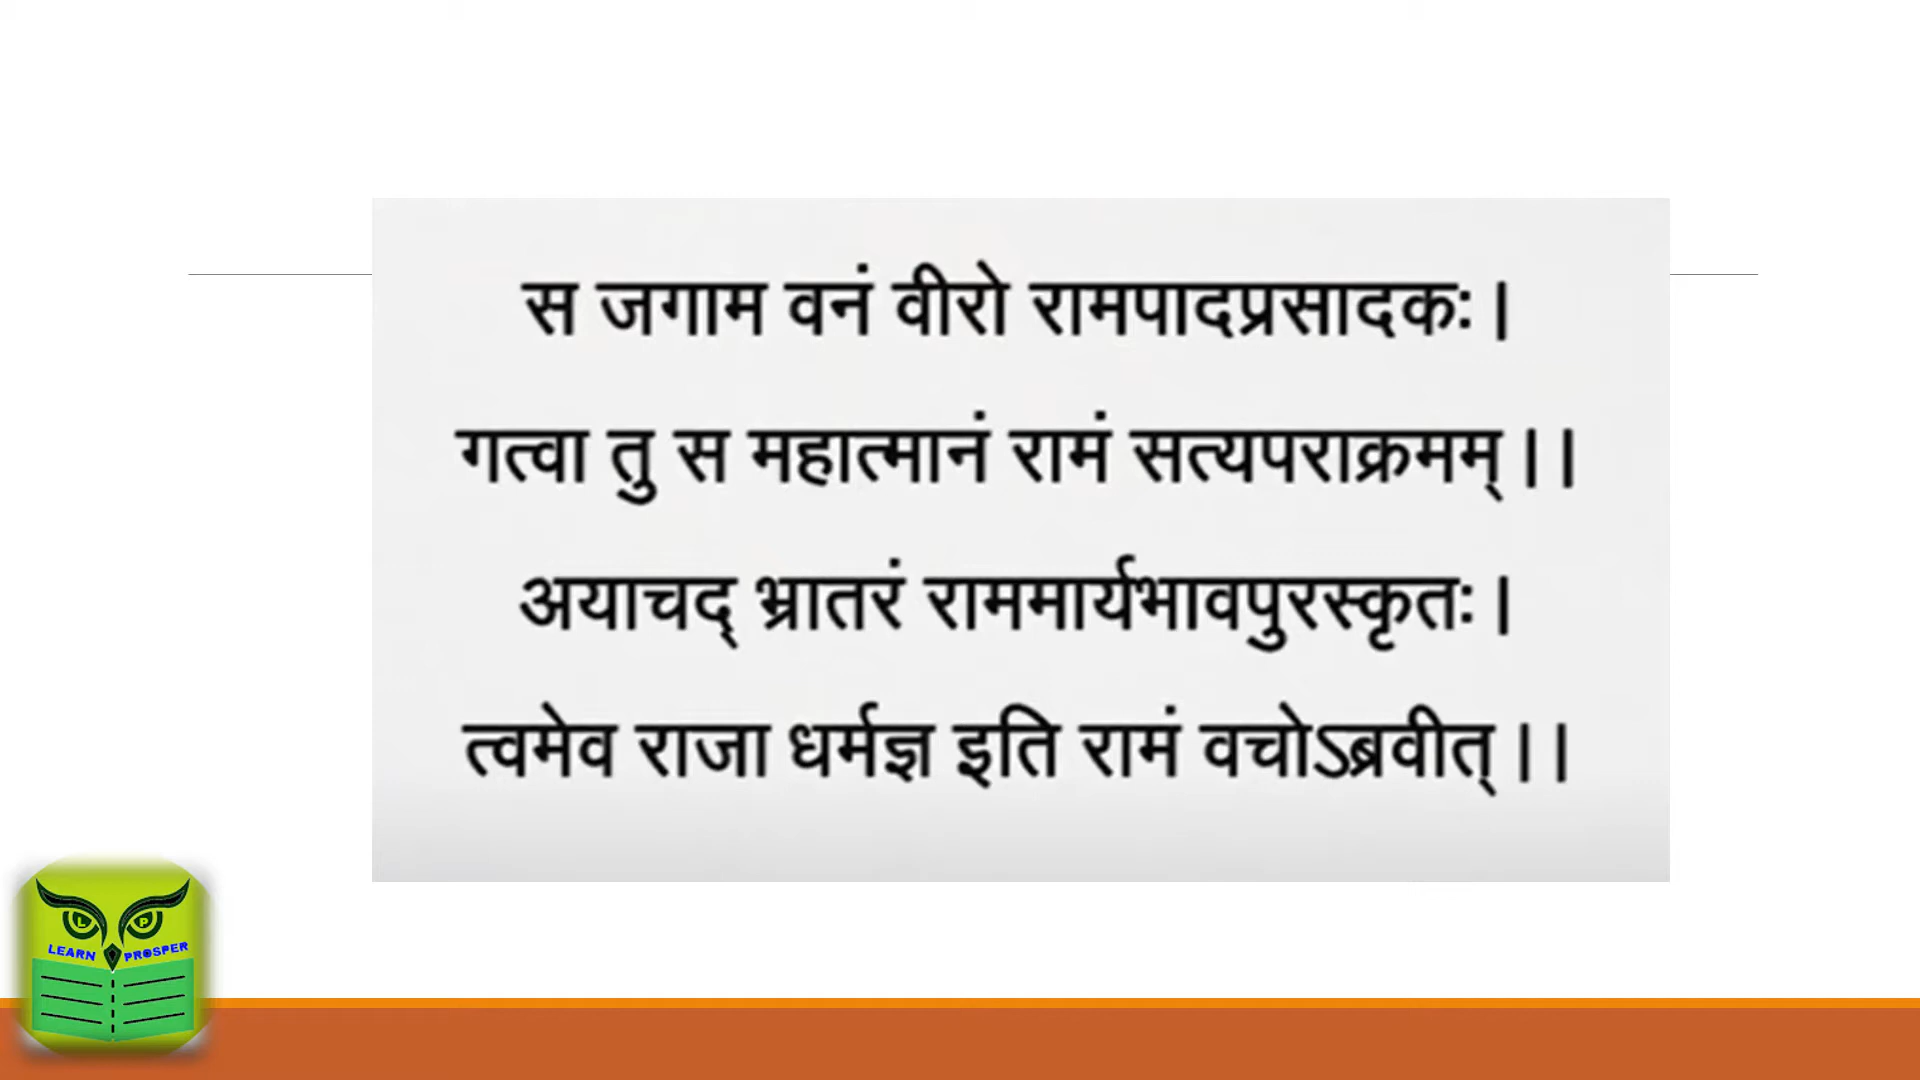 स जगाम वनं वीरो रामपादप्रसादकः ।
गत्वा तु स महात्मानं रामं सत्यपराक्रमम् ।।
अयाचद् भ्रातरं राममार्यभावपुरस्कृतः ।
त्वमेव राजा धर्मज्ञ इति रामं वचोऽब्रवीत् ।।
L P
LEARN PROSPER